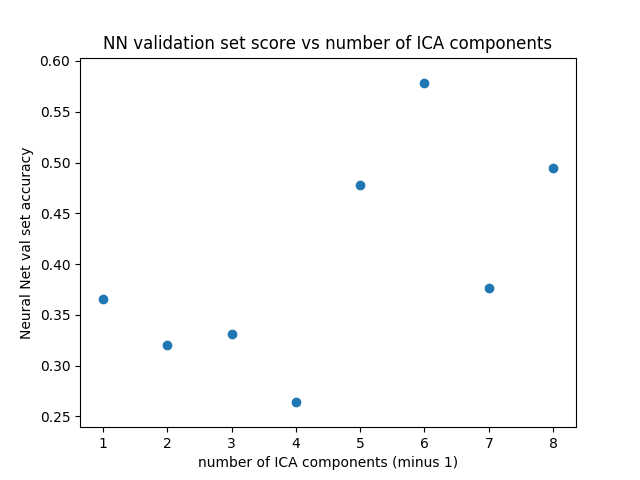 NN validation set score vs number of ICA components
0.60
0.55
0.50
0.45
0.40
0.35
0.30
0.25
Neural Net val set accuracy
1 2 3 4 5 6 7 8
number of ICA components (minus 1)